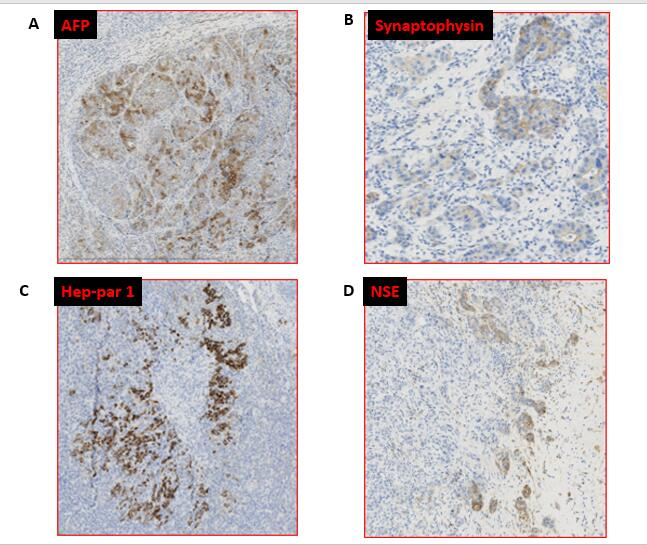 A AFP
B Synaptophysin
C Hep-par 1
D NSE